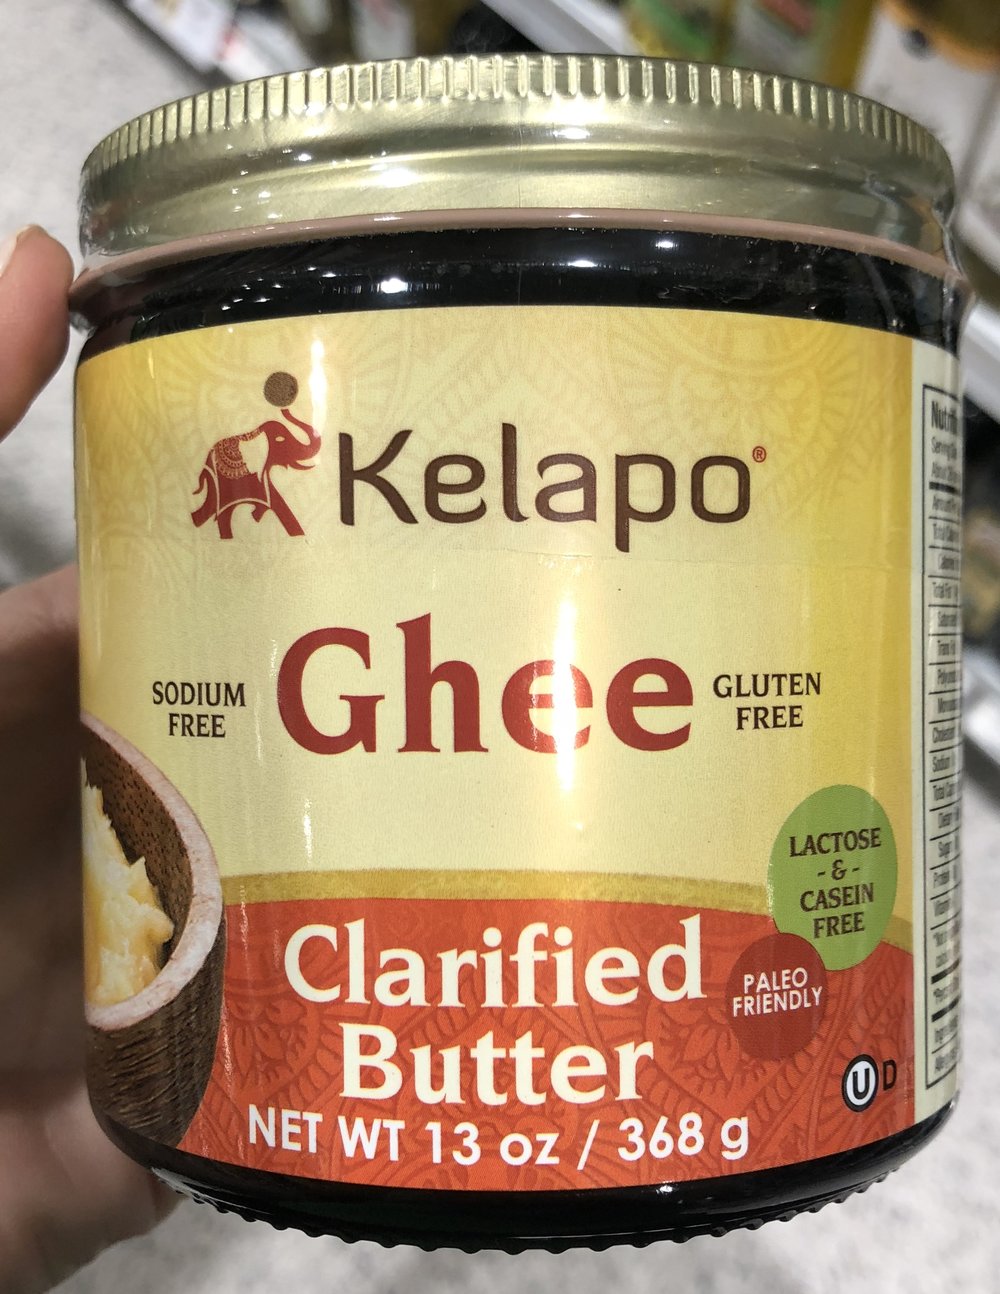 Kelapo®
Ghee
SODIUM
FREE
GLUTEN
FREE
LACTOSE
- & -
CASEIN
FREE
PALEO
FRIENDLY
Clarified
Butter
NET WT 13 oz / 368 g
U D